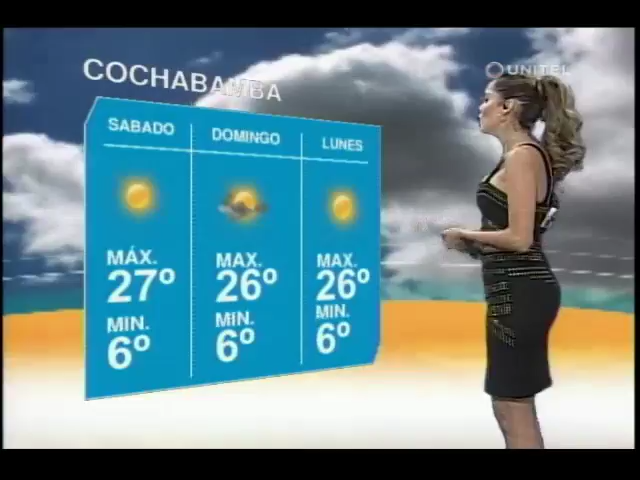 COCHABAMBA
UNITEL
SABADO
MÁX.
27º
MIN.
6º
DOMINGO
MAX.
26º
MIN.
6º
LUNES
MAX.
26º
MIN.
6º